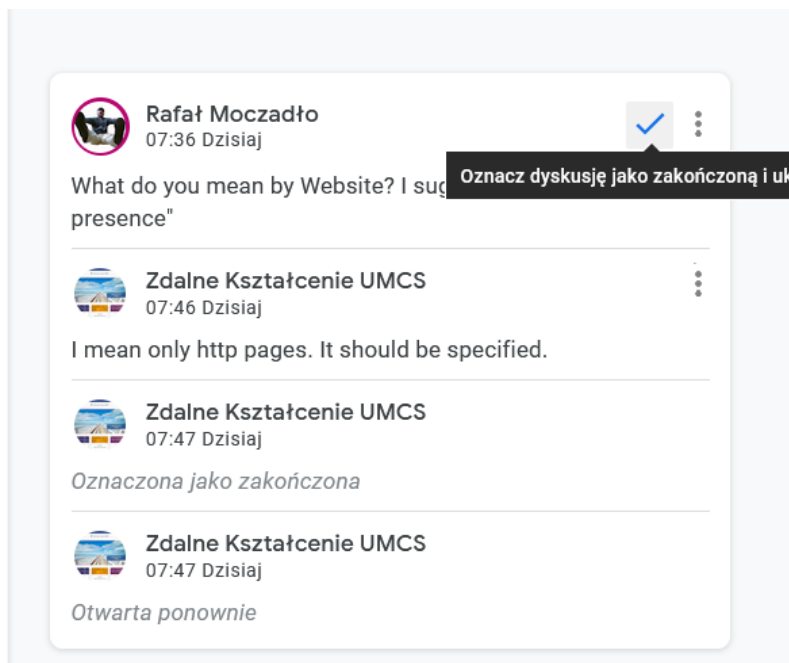 Rafał Moczadło
07:36 Dzisiaj
Oznacz dyskusję jako zakończoną i
What do you mean by Website? I
presence"
Zdalne Kształcenie UMCS
07:46 Dzisiaj
I mean only http pages. It should be specified.
Zdalne Kształcenie UMCS
07:47 Dzisiaj
Oznaczona jako zakończona
Zdalne Kształcenie UMCS
07:47 Dzisiaj
Otwarta ponownie